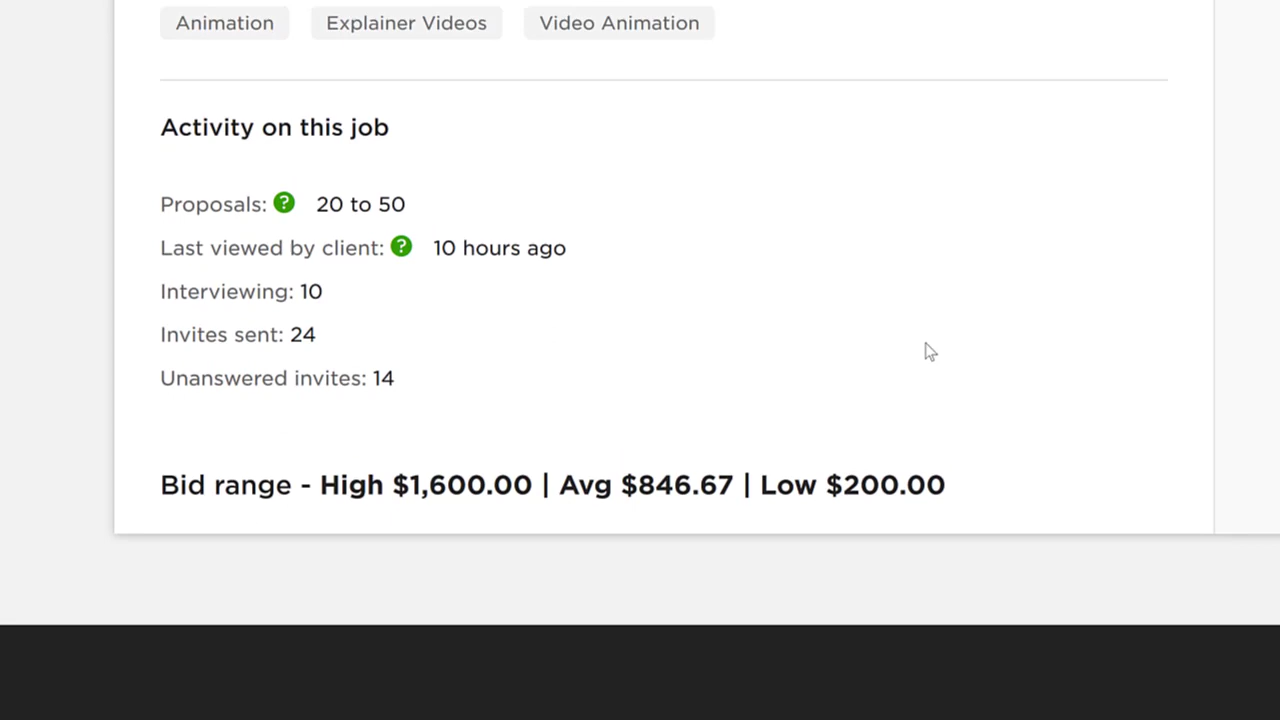 Animation Explainer Videos Video Animation
Activity on this job
Proposals: ? 20 to 50
Last viewed by client: ? 10 hours ago
Interviewing: 10
Invites sent: 24
Unanswered invites: 14
Bid range - High $1,600.00 | Avg $846.67 | Low $200.00